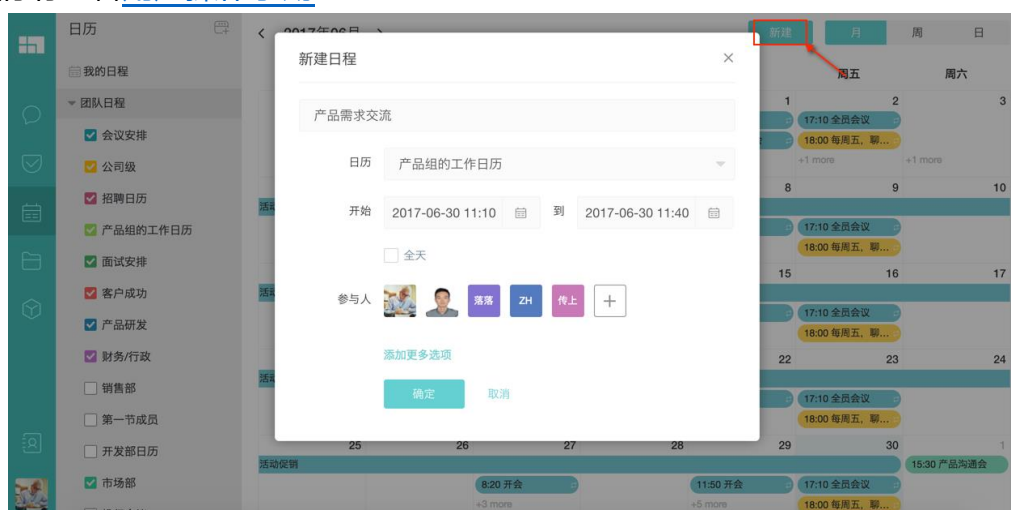 日历
2017年06月
新建
月
周
日
我的日程
团队日程
会议安排
公司级
招聘日历
产品组的工作日历
面试安排
客户成功
产品研发
财务/行政
销售部
第一节成员
开发部日历
市场部
新建日程
×
产品需求交流
日历
产品组的工作日历
开始
2017-06-30 11:10
到
2017-06-30 11:40
全天
参与人
落落
ZH
传上
添加更多选项
确定
取消
周五
周六
1
2
3
17:10 全员会议
18:00 每周五，聊...
+1 more
+1 more
8
9
10
活动
17:10 全员会议
18:00 每周五，聊...
15
16
17
活动
17:10 全员会议
18:00 每周五，聊...
22
23
24
活动
17:10 全员会议
18:00 每周五，聊...
25
26
27
28
29
30
1
活动促销
15:30 产品沟通会
8:20 开会
11:50 开会
17:10 全员会议
+3 more
+5 more
18:00 每周五，聊...